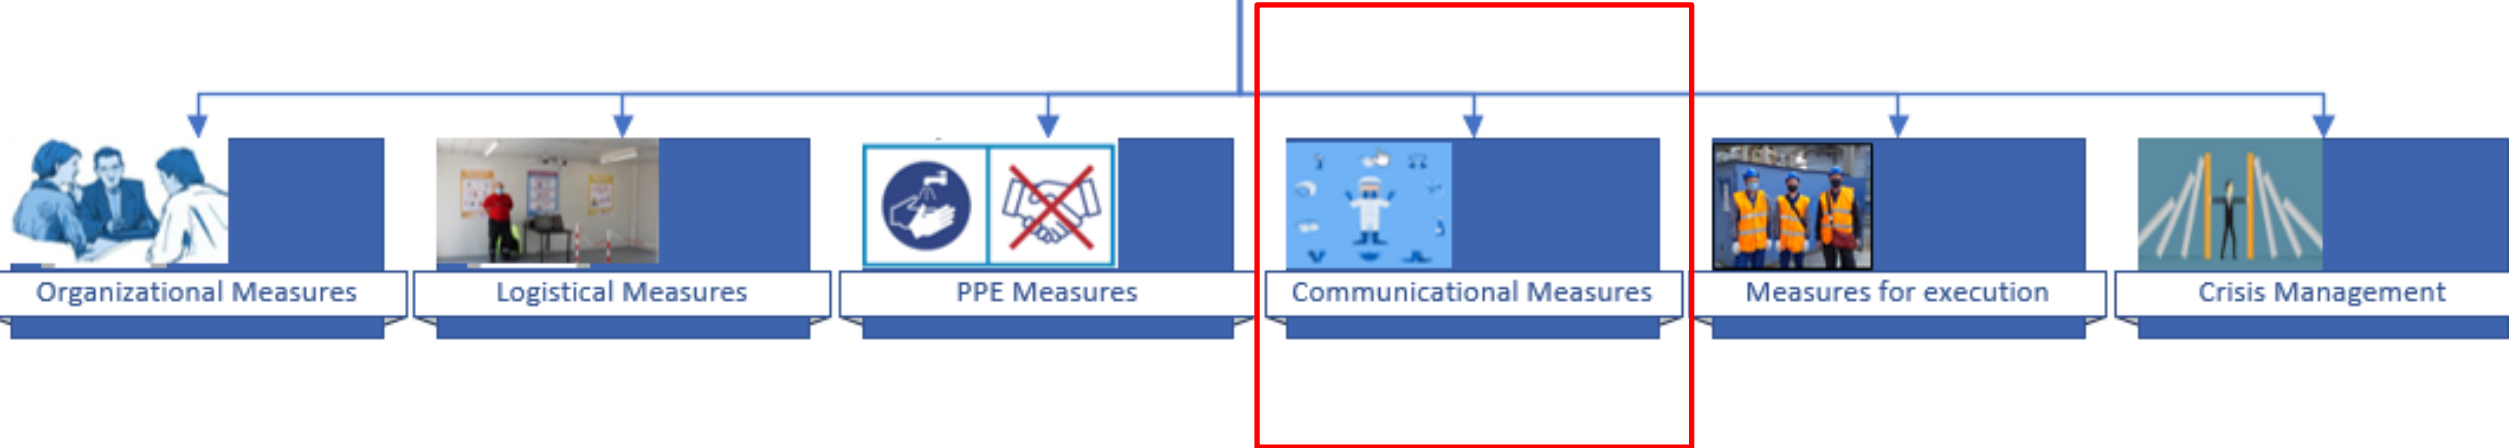 Organizational Measures
Logistical Measures
PPE Measures
Communicational Measures
Measures for execution
Crisis Management